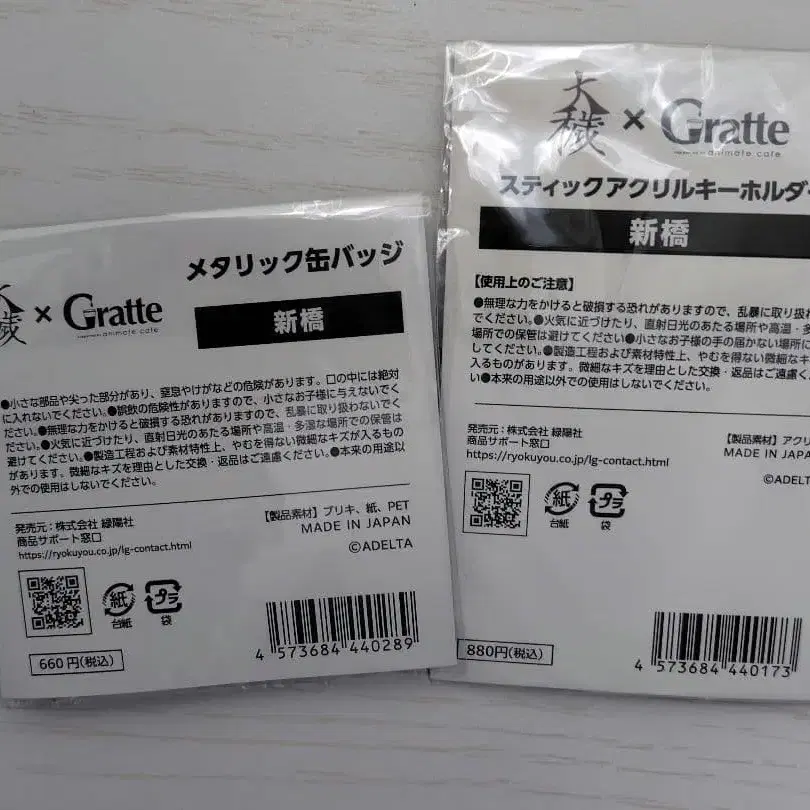 大穢 × Gratte
animate cafe
メタリック缶バッジ
新橋
●小さな部品や尖った部分があり、窒息やけがなどの危険があります。口の中には絶対
に入れないでください。●誤飲の危険性がありますので、小さなお子様に与えないでく
ださい。●無理な力をかけると破損する恐れがありますので、乱暴に取り扱わないでく
ださい。●火気に近づけたり、直射日光のあたる場所や高温・多湿な場所での保管は
避けてください。●製造工程および素材特性上、やむを得ない微細なキズが入るもの
があります。微細なキズを理由とした交換・返品はご遠慮ください。●本来の用途以
外での使用はしないでください。
発売元：株式会社 緑陽社
商品サポート窓口
https://ryokuyou.co.jp/lg-contact.html
【製品素材】ブリキ、紙、PET
MADE IN JAPAN
©ADELTA
紙
台紙
プラ
袋
660円(税込)
4 573684 440289
大穢 × Gratte
animate cafe
スティックアクリルキーホルダー
新橋
【使用上のご注意】
●無理な力をかけると破損する恐れがありますので、乱暴に取り扱わ
でください。●火気に近づけたり、直射日光のあたる場所や高温・多
場所での保管は避けてください●小さなお子様の手の届かない場所に
してください。●製造工程および素材特性上、やむを得ない微細なキズ
入るものがあります。微細なキズを理由とした交換・返品はご遠慮くださ
い●本来の用途以外での使用はしないでください。
発売元：株式会社 緑陽社
商品サポート窓口
https://ryokuyou.co.jp/lg-contact.html
【製品素材】アクリ
MADE IN JAPA
©ADELT
紙
台紙
プラ
袋
880円(税込)
4 573684 440173